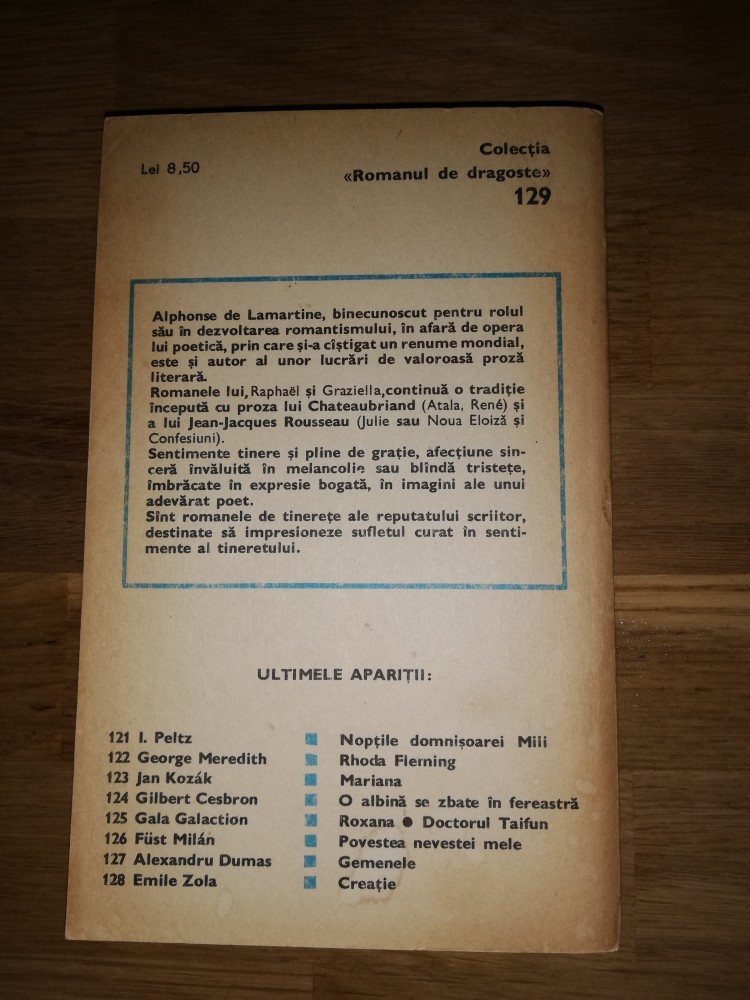 Lei 8,50
Colecția
«Romanul de dragoste»
129
Alphonse de Lamartine, binecunoscut pentru rolul
său în dezvoltarea romantismului, în afară de opera
lui poetică, prin care și-a cîștigat un renume mondial,
este și autor al unor lucrări de valoroasă proză
literară.
Romanele lui, Raphaël și Graziella, continuă o tradiție
începută cu proza lui Chateaubriand (Atala, René) și
a lui Jean-Jacques Rousseau (Julie sau Noua Eloiză și
Confesiuni).
Sentimente tinere și pline de grație, afecțiune sin-
ceră învăluită în melancolie sau blîndă tristețe,
îmbrăcate în expresie bogată, în imagini ale unui
adevărat poet.
Sînt romanele de tinerețe ale reputatului scriitor,
destinate să impresioneze sufletul curat în senti-
mente al tineretului.
ULTIMELE APARIȚII:
121 I. Peltz Nopțile domnișoarei Mili
122 George Meredith Rhoda Fleming
123 Jan Kozák Mariana
124 Gilbert Cesbron O albină se zbate în fereastră
125 Gala Galaction Roxana ● Doctorul Taifun
126 Füst Milán Povestea nevestei mele
127 Alexandru Dumas Gemenele
128 Emile Zola Creație